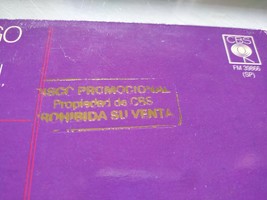 GO
CBS
FM 39866
(SP)
DISCO PROMOCIONAL
Propiedad de CBS
PROHIBIDA SU VENTA